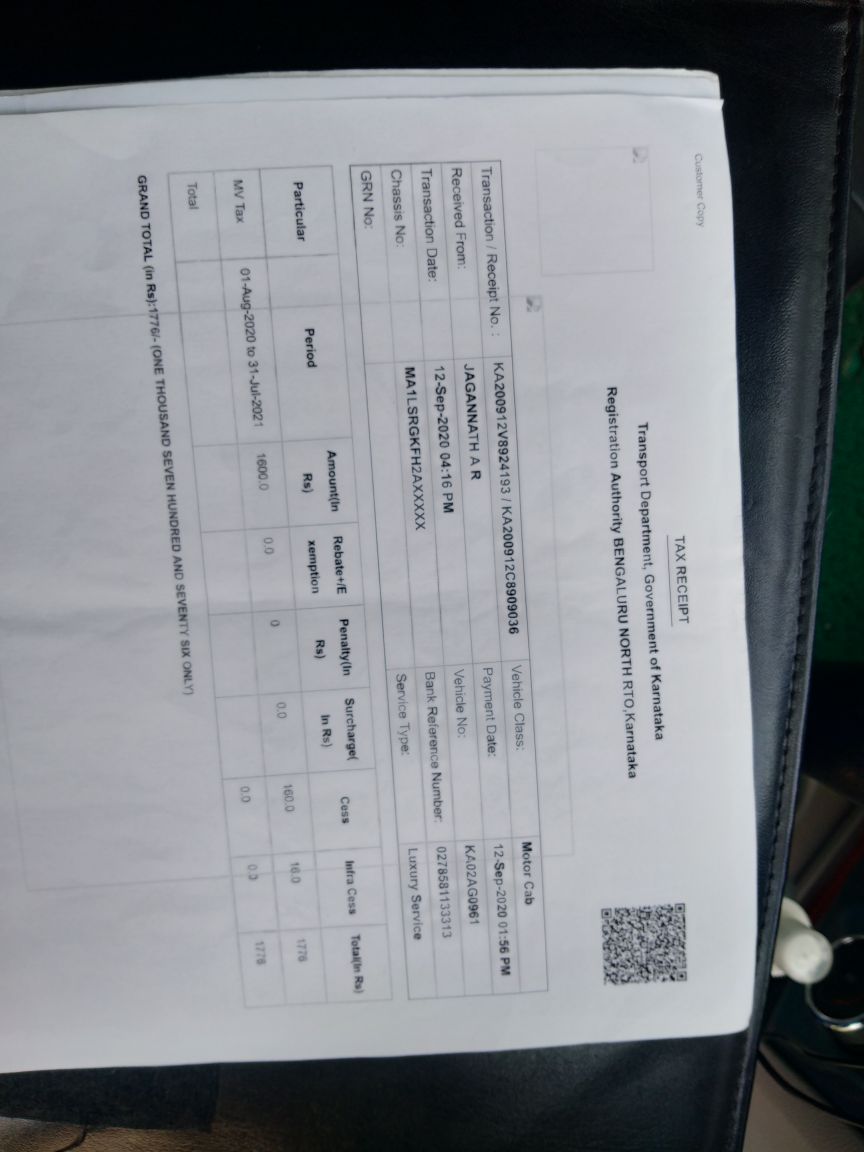 Customer Copy
TAX RECEIPT
Transport Department, Government of Karnataka
Registration Authority BENGALURU NORTH RTO,Karnataka
Transaction / Receipt No. : KA200912V8924193 / KA200912C8909036 Vehicle Class: Motor Cab
Received From: JAGANNATH A R Payment Date: 12-Sep-2020 01:56 PM
Transaction Date: 12-Sep-2020 04:16 PM Vehicle No: KA02AG0961
Chassis No: MA1LSRGKFH2AXXXXX Bank Reference Number: 0278581133313
GRN No: Service Type: Luxury Service
Particular Period Amount(In Rs) Rebate+/Exemption Penalty(In Rs) Surcharge(In Rs) Cess Infra Cess Total(In Rs)
MV Tax 01-Aug-2020 to 31-Jul-2021 1600.0 0.0 0 0.0 160.0 16.0 1776
Total 0.0 0.0 1776
GRAND TOTAL (in Rs):1776/- (ONE THOUSAND SEVEN HUNDRED AND SEVENTY SIX ONLY)